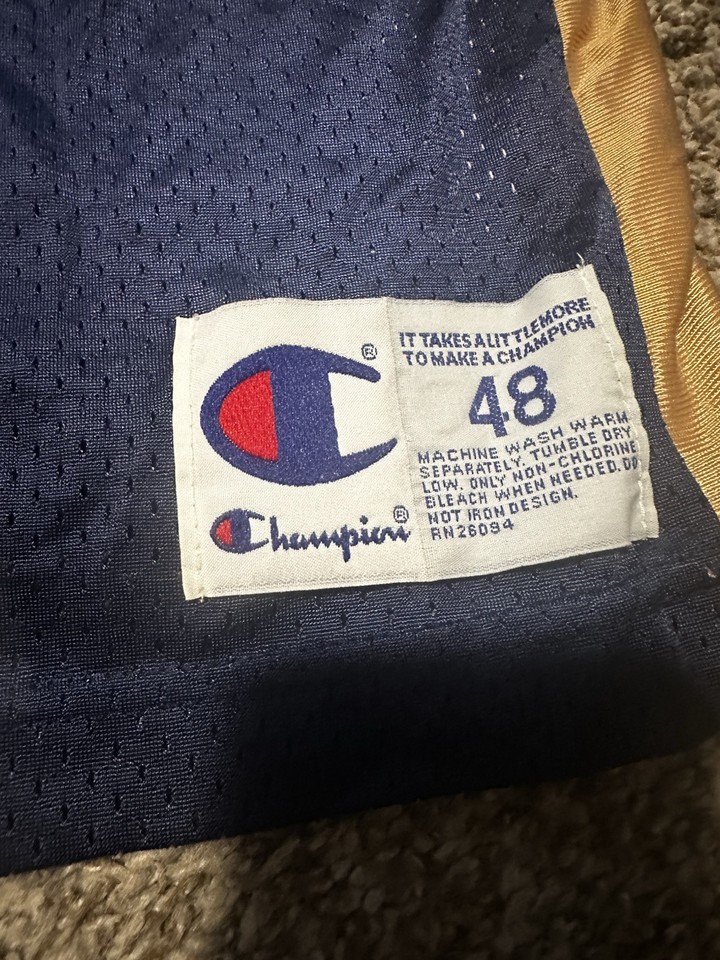 ®
Champion®
IT TAKES A LITTLE MORE
TO MAKE A CHAMPION
48
MACHINE WASH WARM
SEPARATELY, TUMBLE DRY
LOW. ONLY NON-CHLORINE
BLEACH WHEN NEEDED. DO
NOT IRON DESIGN.
RN26094